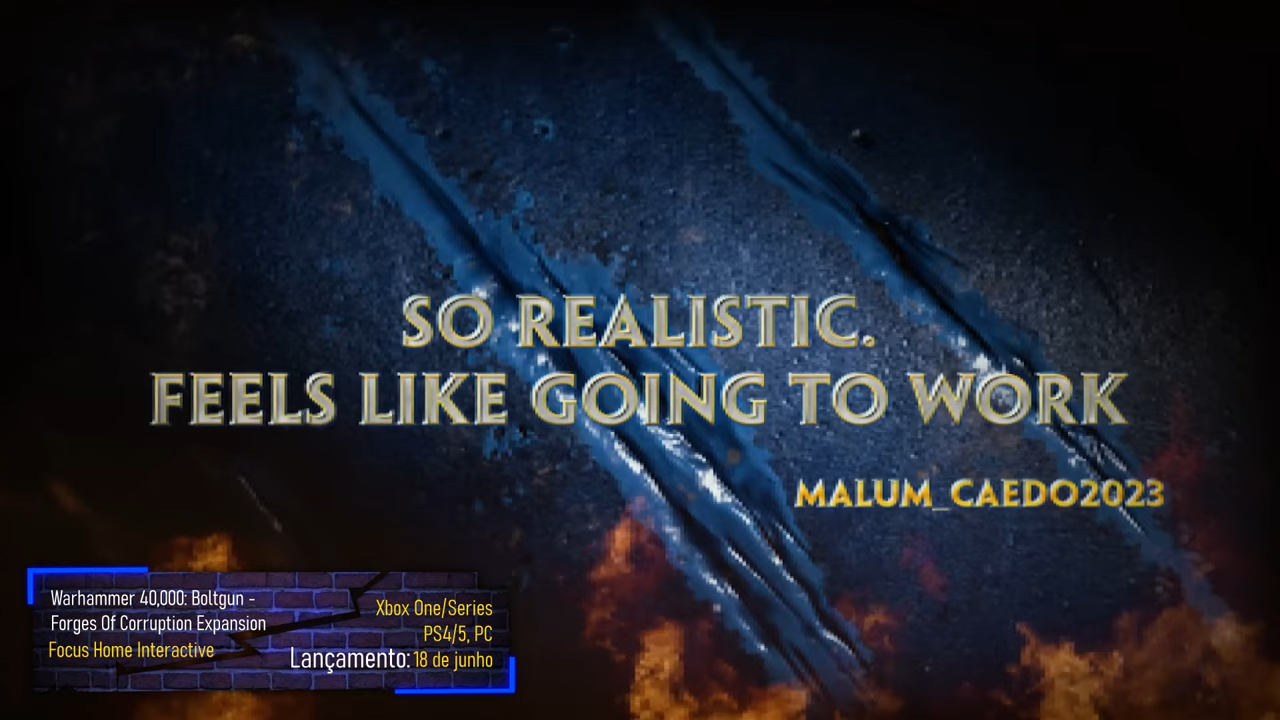 SO REALISTIC.
FEELS LIKE GOING TO WORK
MALUM_CAEDO2023
Warhammer 40,000: Boltgun -
Forges Of Corruption Expansion
Focus Home Interactive
Xbox One/Series
PS4/5, PC
Lançamento: 18 de junho